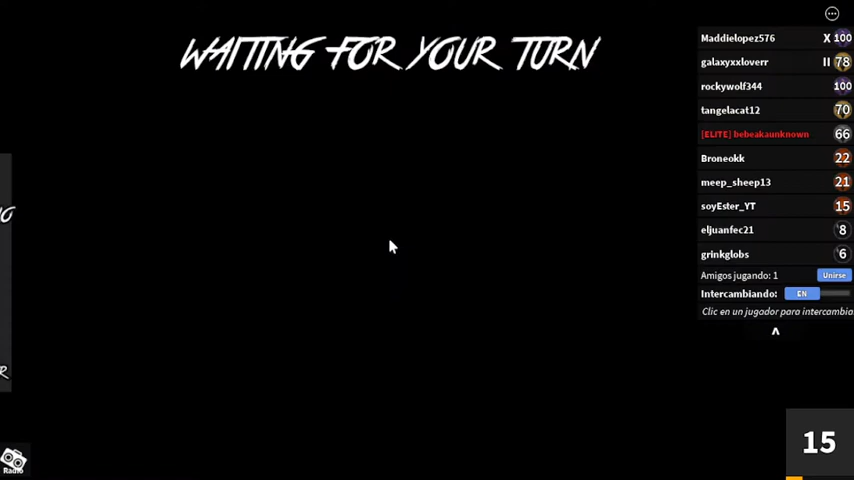 WAITING FOR YOUR TURN
Maddielopez576 X 100
galaxyxxloverr II 78
rockywolf344 100
tangelacat12 70
[ELITE] bebeakaunknown 66
Broneokk 22
meep_sheep13 21
soyEster_YT 15
eljuanfec21 8
grinkglobs 6
Amigos jugando: 1 Unirse
Intercambiando: EN
Clic en un jugador para intercambia
O
R
Radio
15